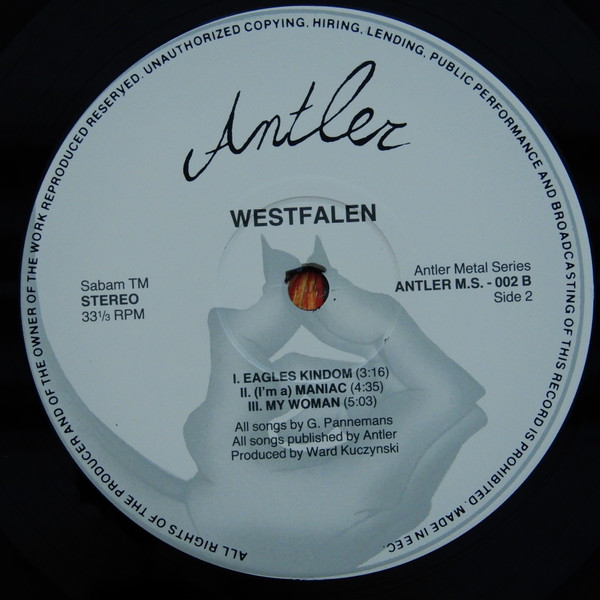 ALL RIGHTS OF THE PRODUCER AND OF THE OWNER OF THE WORK REPRODUCED RESERVED. UNAUTHORIZED COPYING, HIRING, LENDING, PUBLIC PERFORMANCE AND BROADCASTING OF THIS RECORD IS PROHIBITED. MADE IN EEC.
Antler
WESTFALEN
Sabam TM
STEREO
33⅓ RPM
Antler Metal Series
ANTLER M.S. - 002 B
Side 2
I. EAGLES KINDOM (3:16)
II. (I'm a) MANIAC (4:35)
III. MY WOMAN (5:03)
All songs by G. Pannemans
All songs published by Antler
Produced by Ward Kuczynski